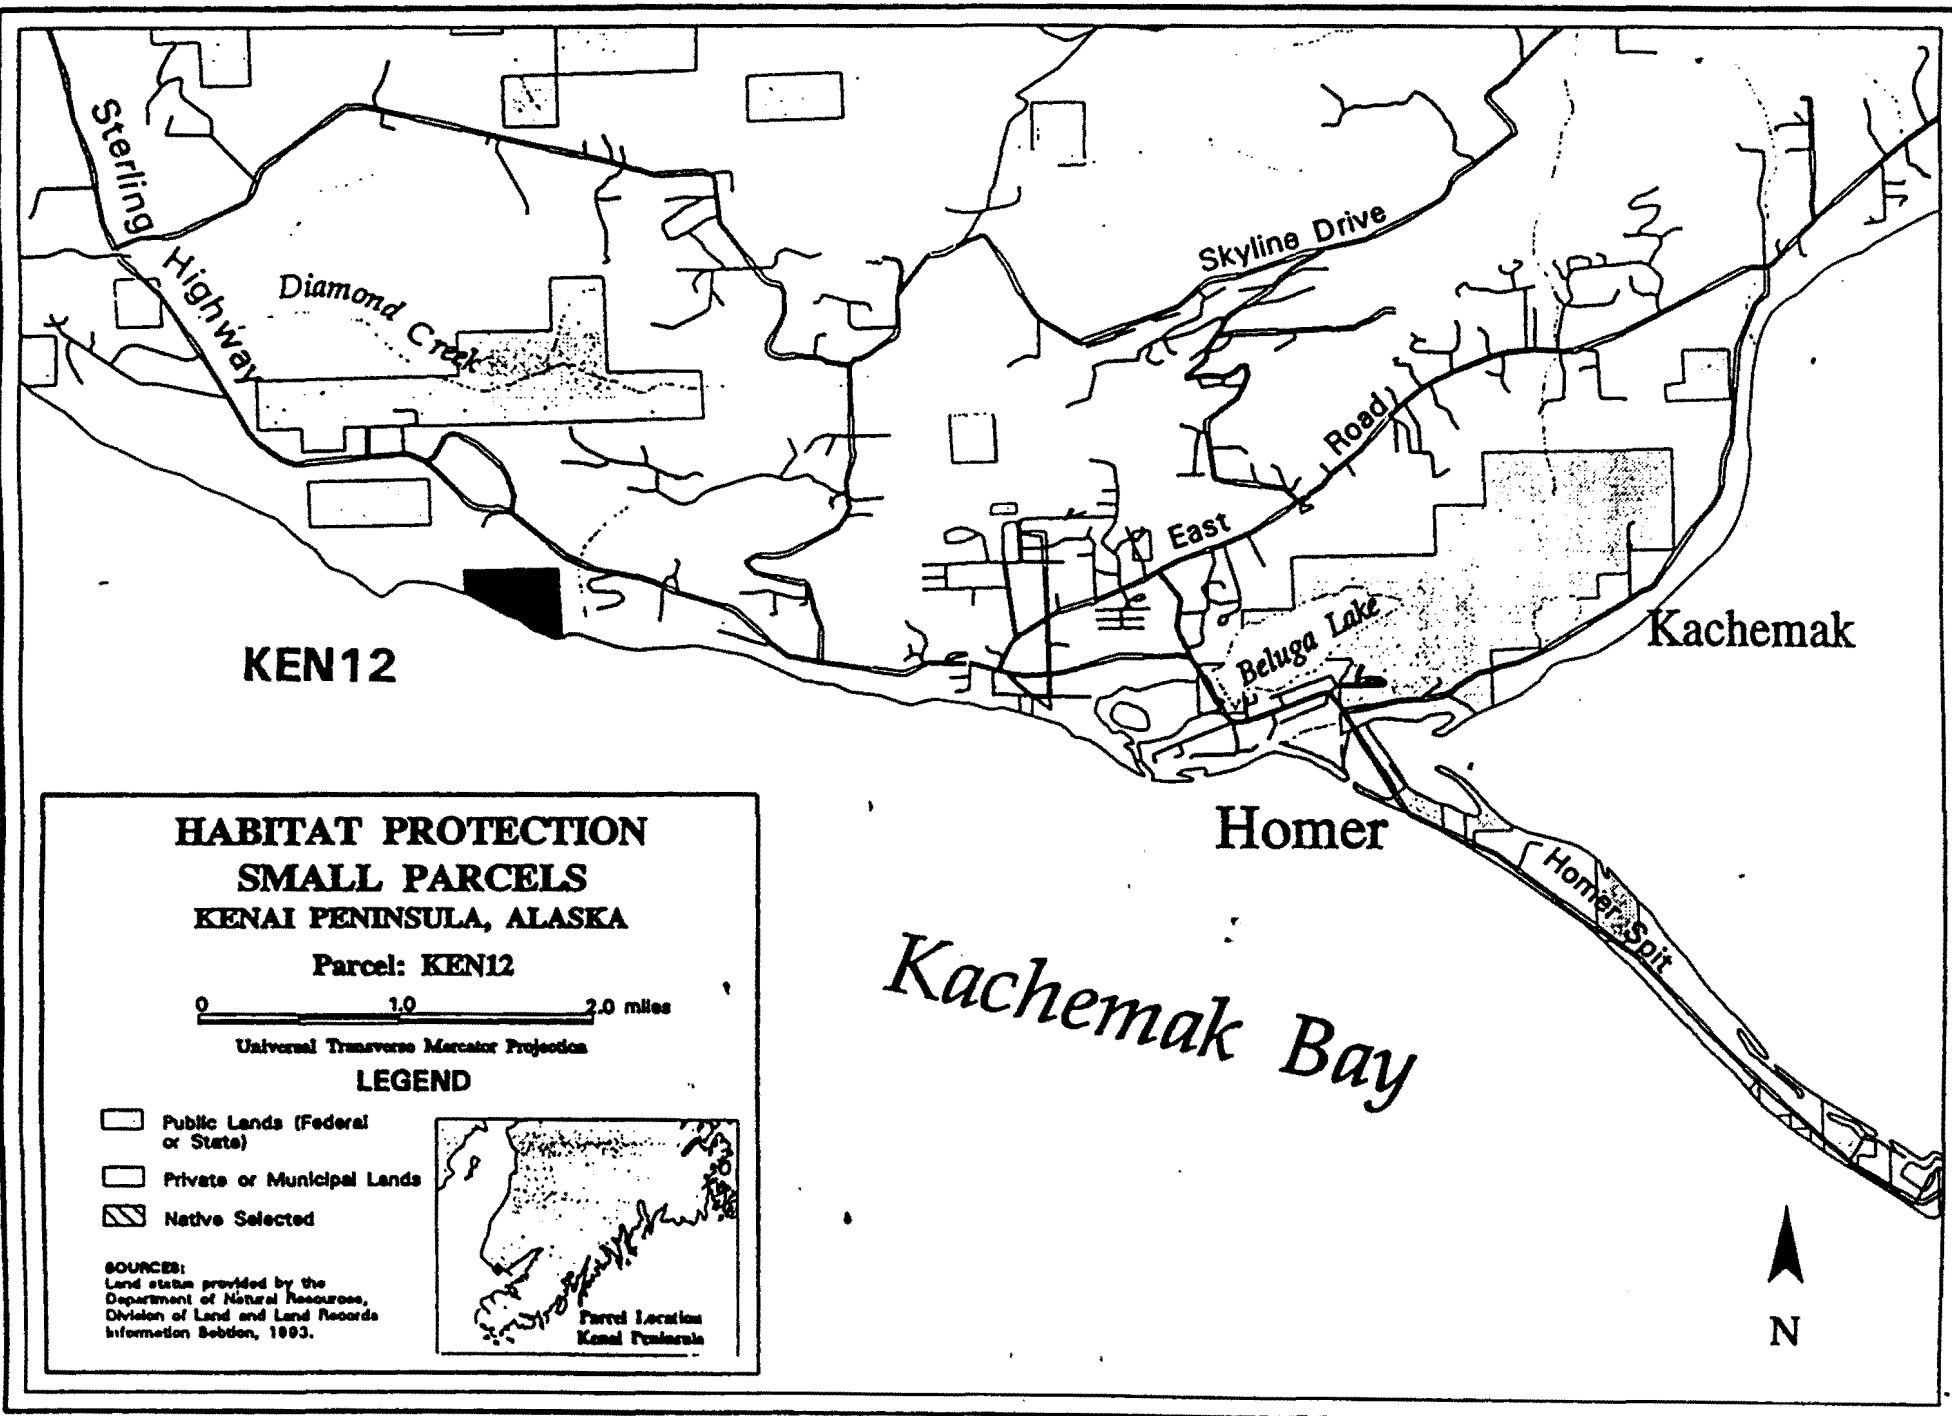 Sterling
Highway
Diamond Creek
Skyline Drive
East Road
Beluga Lake
Kachemak
KEN12
Homer
Homer Spit
Kachemak Bay
HABITAT PROTECTION
SMALL PARCELS
KENAI PENINSULA, ALASKA
Parcel: KEN12
0 1.0 2.0 miles
Universal Transverse Mercator Projection
LEGEND
Public Lands (Federal
or State)
Private or Municipal Lands
Native Selected
SOURCES:
Land status provided by the
Department of Natural Resources,
Division of Land and Land Records
Information Section, 1993.
Parcel Location
Kenai Peninsula
N